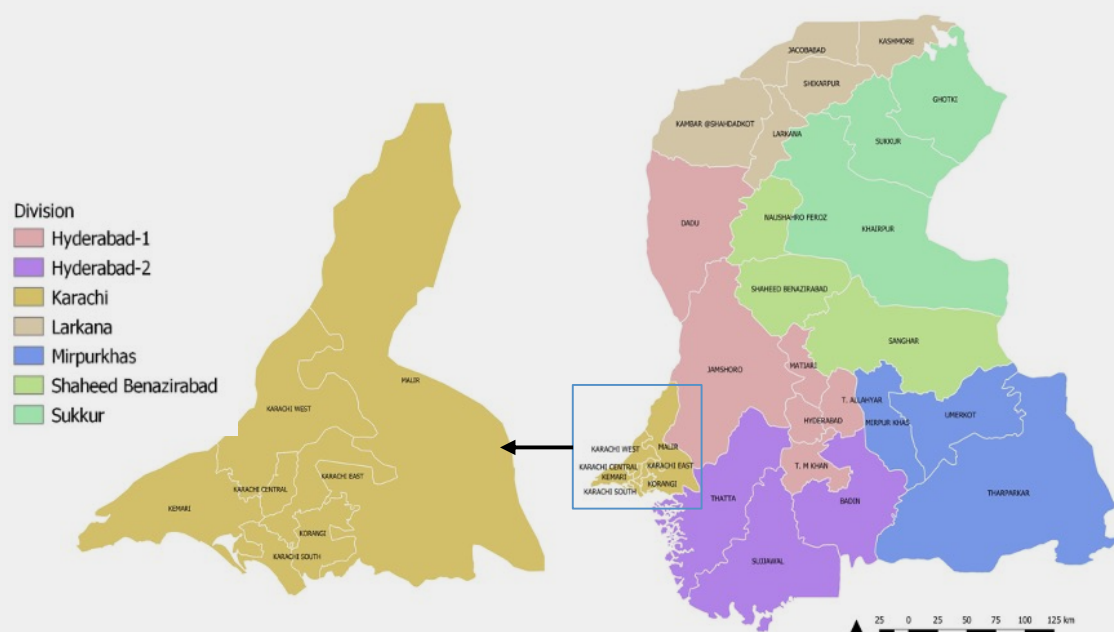 Division
Hyderabad-1
Hyderabad-2
Karachi
Larkana
Mirpurkhas
Shaheed Benazirabad
Sukkur
MALIR
KARACHI WEST
KARACHI EAST
KARACHI CENTRAL
KEMARI
KORANGI
KARACHI SOUTH
KASHMORE
JACOBABAD
SHIKARPUR
GHOTKI
KAMBAR @SHAHDADKOT
LARKANA
SUKKUR
NAUSHAHRO FEROZ
DADU
KHAIRPUR
SHAHEED BENAZIRABAD
SANGHAR
MATIARI
JAMSHORO
T. ALLAHYAR
UMERKOT
HYDERABAD
MIRPUR KHAS
KARACHI WEST
MALIR
KARACHI CENTRAL
KARACHI EAST
T. M KHAN
KEMARI
KORANGI
KARACHI SOUTH
THATTA
BADIN
THARPARKAR
SUJAWAL
25 0 25 50 75 100 125 km